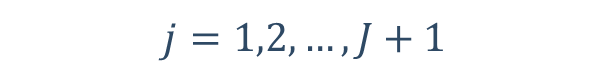 j = 1,2, … , J + 1